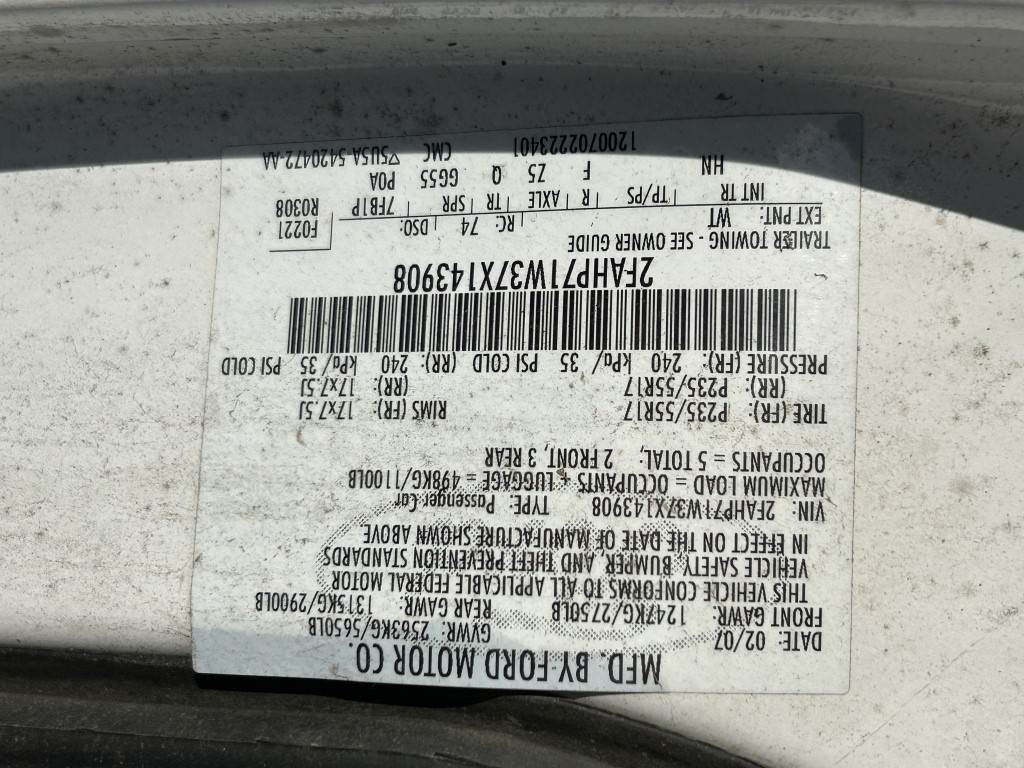 MFD. BY FORD MOTOR CO.
DATE: 02/07 GVWR: 2563KG/5650LB
FRONT GAWR: 1247KG/2750LB REAR GAWR: 1315KG/2900LB
THIS VEHICLE CONFORMS TO ALL APPLICABLE FEDERAL MOTOR
VEHICLE SAFETY, BUMPER, AND THEFT PREVENTION STANDARDS
IN EFFECT ON THE DATE OF MANUFACTURE SHOWN ABOVE
VIN: 2FAHP71W37X143908 TYPE: Passenger Car
MAXIMUM LOAD = OCCUPANTS + LUGGAGE = 498KG/1100LB
OCCUPANTS = 5 TOTAL; 2 FRONT, 3 REAR
TIRE (FR): P235/55R17 RIMS (FR): 17x7.5J
(RR): P235/55R17 (RR): 17x7.5J
PRESSURE (FR): 240 kPa/ 35 PSI COLD (RR): 240 kPa/ 35 PSI COLD
2FAHP71W37X143908
TRAILER TOWING - SEE OWNER GUIDE
EXT PNT: WT RC: 74 DSO: F0221
INT TR TP/PS R AXLE TR SPR 7FB1P R0308
HN F Z5 Q GG55 POA
1200702223401 CMC ▽5U5A-5420472-AA